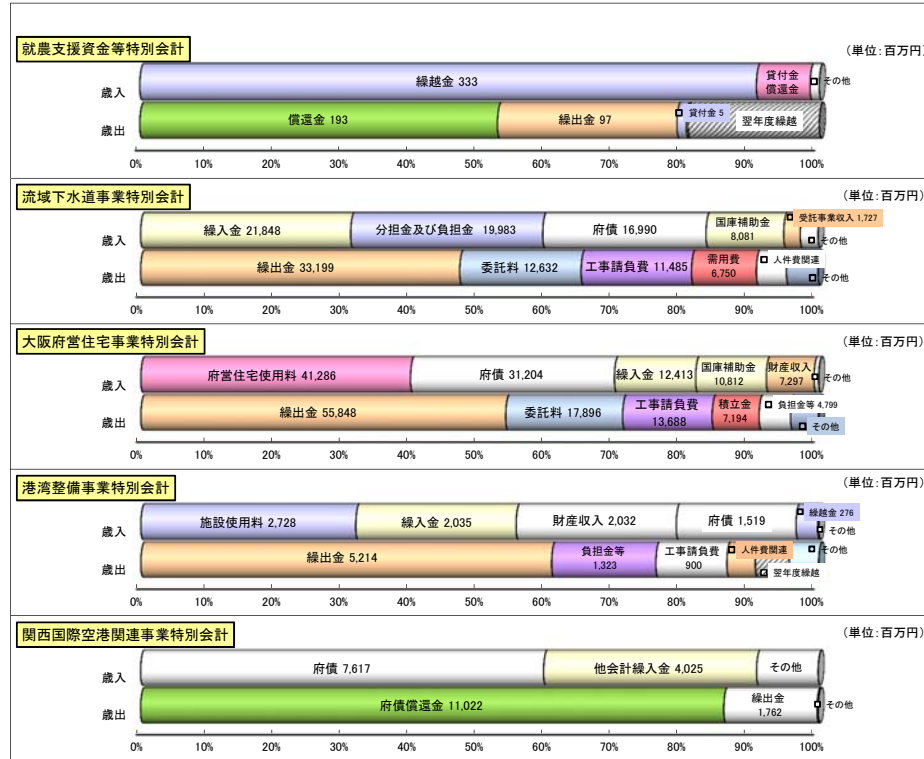 就農支援資金等特別会計
(単位:百万円)
歳入
繰越金 333
貸付金
償還金
その他
歳出
償還金 193
繰出金 97
貸付金 5
翌年度繰越
0% 10% 20% 30% 40% 50% 60% 70% 80% 90% 100%
流域下水道事業特別会計
(単位:百万円)
歳入
繰入金 21,848
分担金及び負担金 19,983
府債 16,990
国庫補助金
8,081
受託事業収入 1,727
その他
歳出
繰出金 33,199
委託料 12,632
工事請負費 11,485
需用費
6,750
人件費関連
その他
0% 10% 20% 30% 40% 50% 60% 70% 80% 90% 100%
大阪府営住宅事業特別会計
(単位:百万円)
歳入
府営住宅使用料 41,286
府債 31,204
繰入金 12,413
国庫補助金
10,812
財産収入
7,297
その他
歳出
繰出金 55,848
委託料 17,896
工事請負費
13,688
積立金
7,194
負担金等 4,799
その他
0% 10% 20% 30% 40% 50% 60% 70% 80% 90% 100%
港湾整備事業特別会計
(単位:百万円)
歳入
施設使用料 2,728
繰入金 2,035
財産収入 2,032
府債 1,519
繰越金 276
その他
歳出
繰出金 5,214
負担金等
1,323
工事請負費
900
人件費関連
翌年度繰越
その他
0% 10% 20% 30% 40% 50% 60% 70% 80% 90% 100%
関西国際空港関連事業特別会計
(単位:百万円)
歳入
府債 7,617
他会計繰入金 4,025
その他
歳出
府債償還金 11,022
繰出金
1,762
その他
0% 10% 20% 30% 40% 50% 60% 70% 80% 90% 100%